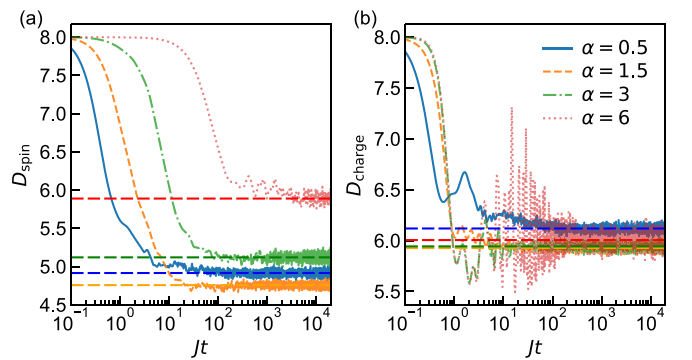 (a)
(b)
8.0
7.5
7.0
6.5
6.0
5.5
5.0
4.5
D_spin
10^-1
10^0
10^1
10^2
10^3
10^4
Jt
8.0
7.5
7.0
6.5
6.0
5.5
D_charge
α = 0.5
α = 1.5
α = 3
α = 6
10^-1
10^0
10^1
10^2
10^3
10^4
Jt